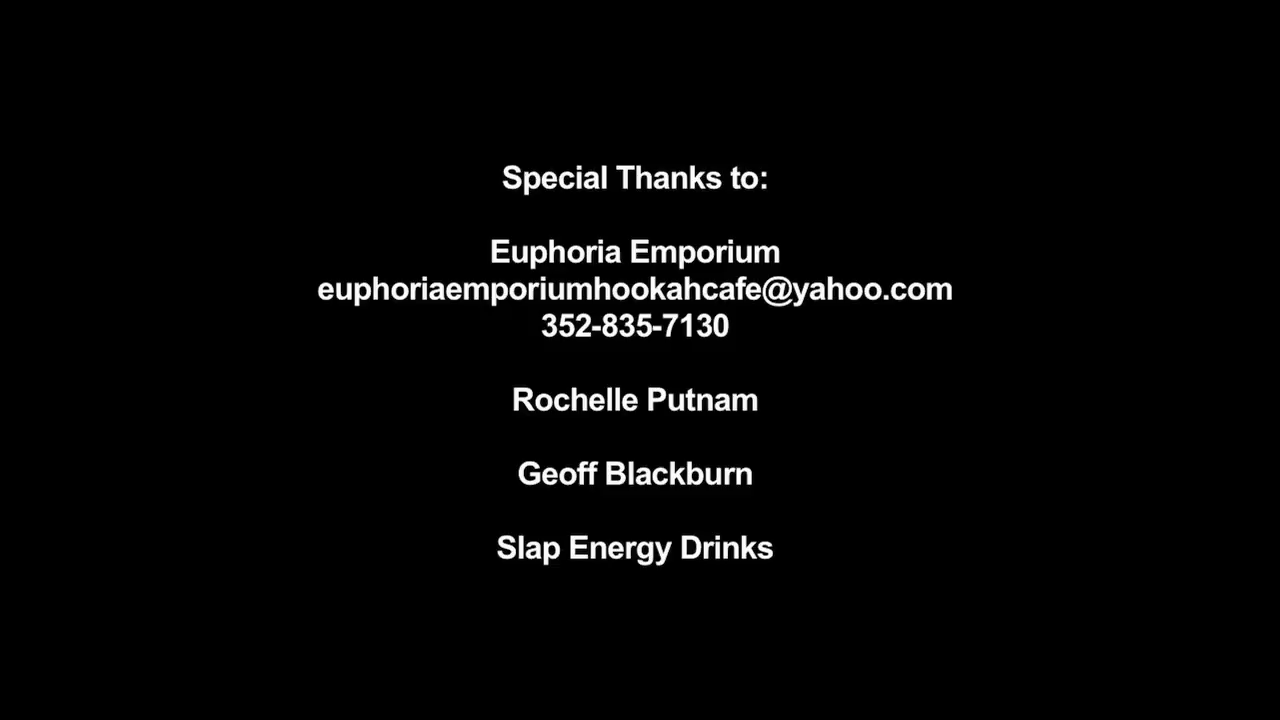 Special Thanks to:
Euphoria Emporium
euphoriaemporiumhookahcafe@yahoo.com
352-835-7130
Rochelle Putnam
Geoff Blackburn
Slap Energy Drinks